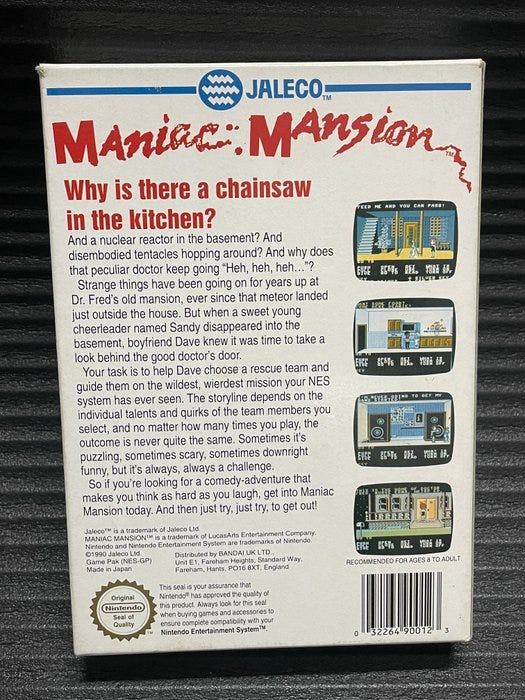 JALECO™
MANIAC MANSION™
Why is there a chainsaw
in the kitchen?
And a nuclear reactor in the basement? And
disembodied tentacles hopping around? And why does
that peculiar doctor keep going "Heh, heh, heh..."?
Strange things have been going on for years up at
Dr. Fred's old mansion, ever since that meteor landed
just outside the house. But when a sweet young
cheerleader named Sandy disappeared into the
basement, boyfriend Dave knew it was time to take a
look behind the good doctor's door.
Your task is to help Dave choose a rescue team and
guide them on the wildest, wierdest mission your NES
system has ever seen. The storyline depends on the
individual talents and quirks of the team members you
select, and no matter how many times you play, the
outcome is never quite the same. Sometimes it's
puzzling, sometimes scary, sometimes downright
funny, but it's always, always a challenge.
So if you're looking for a comedy-adventure that
makes you think as hard as you laugh, get into Maniac
Mansion today. And then just try, just try, to get out!
FEED ME AND YOU CAN PASS!
Jaleco™ is a trademark of Jaleco Ltd.
MANIAC MANSION™ is a trademark of LucasArts Entertainment Company.
Nintendo and Nintendo Entertainment System are trademarks of Nintendo.
©1990 Jaleco Ltd.
Game Pak (NES-GP)
Made in Japan
Distributed by BANDAI UK LTD.,
Unit E1, Fareham Heights, Standard Way,
Fareham, Hants, PO16 8XT, England
RECOMMENDED FOR AGES 8 TO ADULT
Original
Nintendo
Seal of
Quality
TM
This seal is your assurance that
Nintendo® has approved the quality of
this product. Always look for this seal
when buying games and accessories to
ensure complete compatibility with your
Nintendo Entertainment System™.
0 32264 90012 3